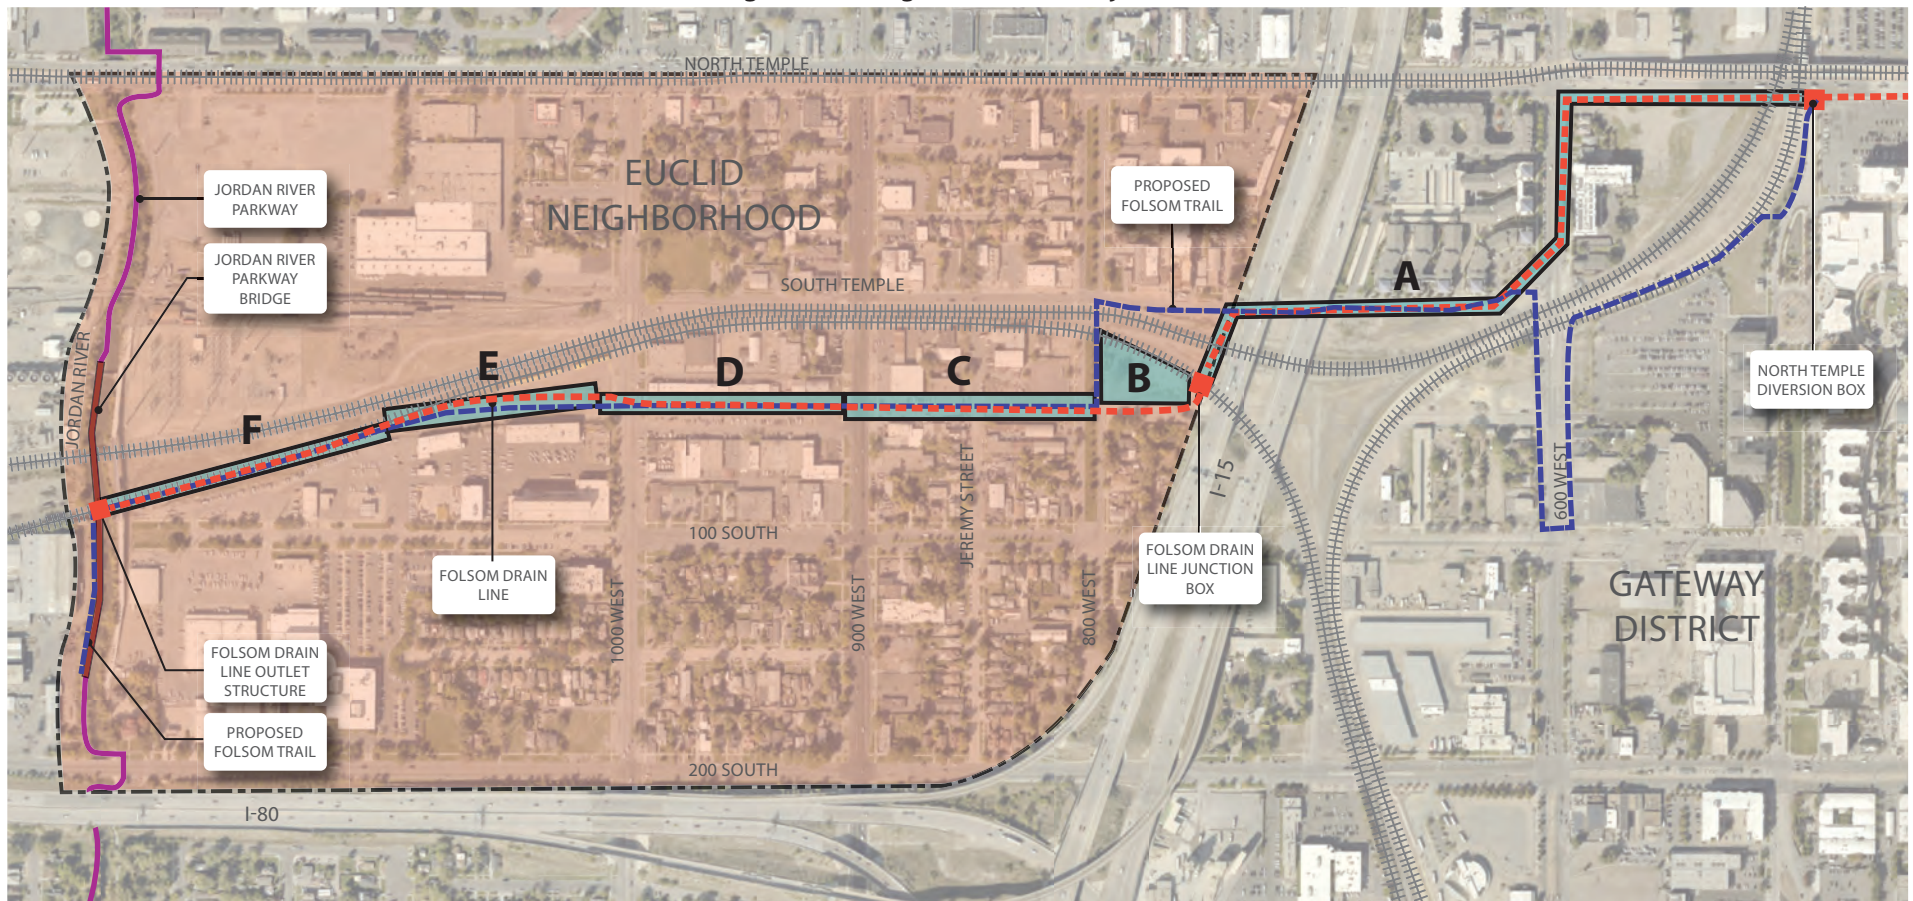 NORTH TEMPLE
EUCLID
NEIGHBORHOOD
JORDAN RIVER
PARKWAY
JORDAN RIVER
PARKWAY
BRIDGE
PROPOSED
FOLSOM TRAIL
SOUTH TEMPLE
A
B
C
D
E
F
JORDAN RIVER
NORTH TEMPLE
DIVERSION BOX
I-15
600 WEST
JEREMY STREET
100 SOUTH
FOLSOM DRAIN
LINE
FOLSOM DRAIN
LINE JUNCTION
BOX
1000 WEST
900 WEST
800 WEST
GATEWAY
DISTRICT
FOLSOM DRAIN
LINE OUTLET
STRUCTURE
PROPOSED
FOLSOM TRAIL
200 SOUTH
I-80